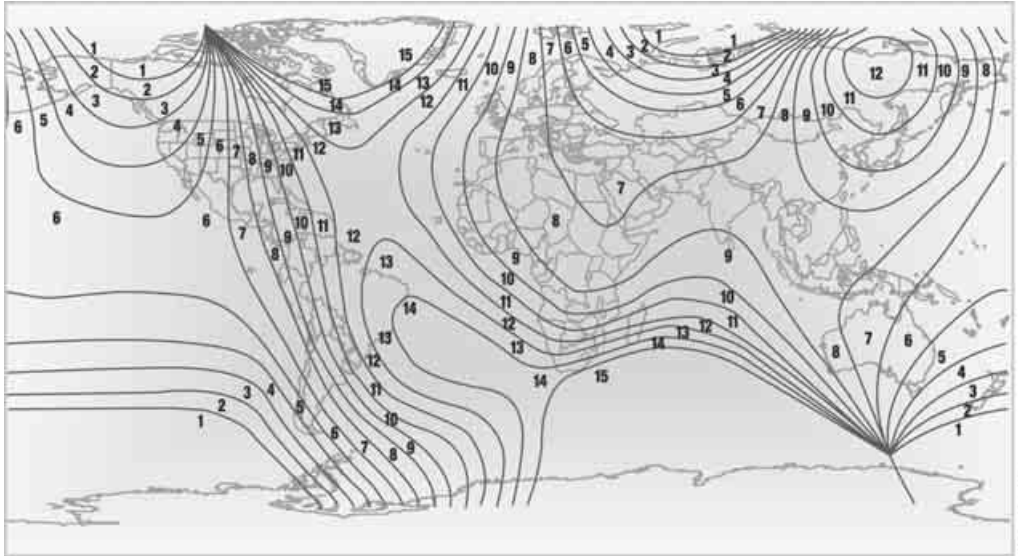 1 8 7 6 5 4 3 2 1 1
2 1 15 14 13 11 10 9 2 3 4 12 11 10 9 8
3 2 15 12 5
4 3 14 6 11
6 5 4 13 7 8 9 10
5 6 7 8 9 10 11 12
7
6 6 7 10 11 12 8
8 9 13 9 9
10 10
14 11 11
13 12 13 12
12 13 14 8 7 6
3 4 11 14 15 5
2 5 10 4
1 6 7 8 9 3
2
1